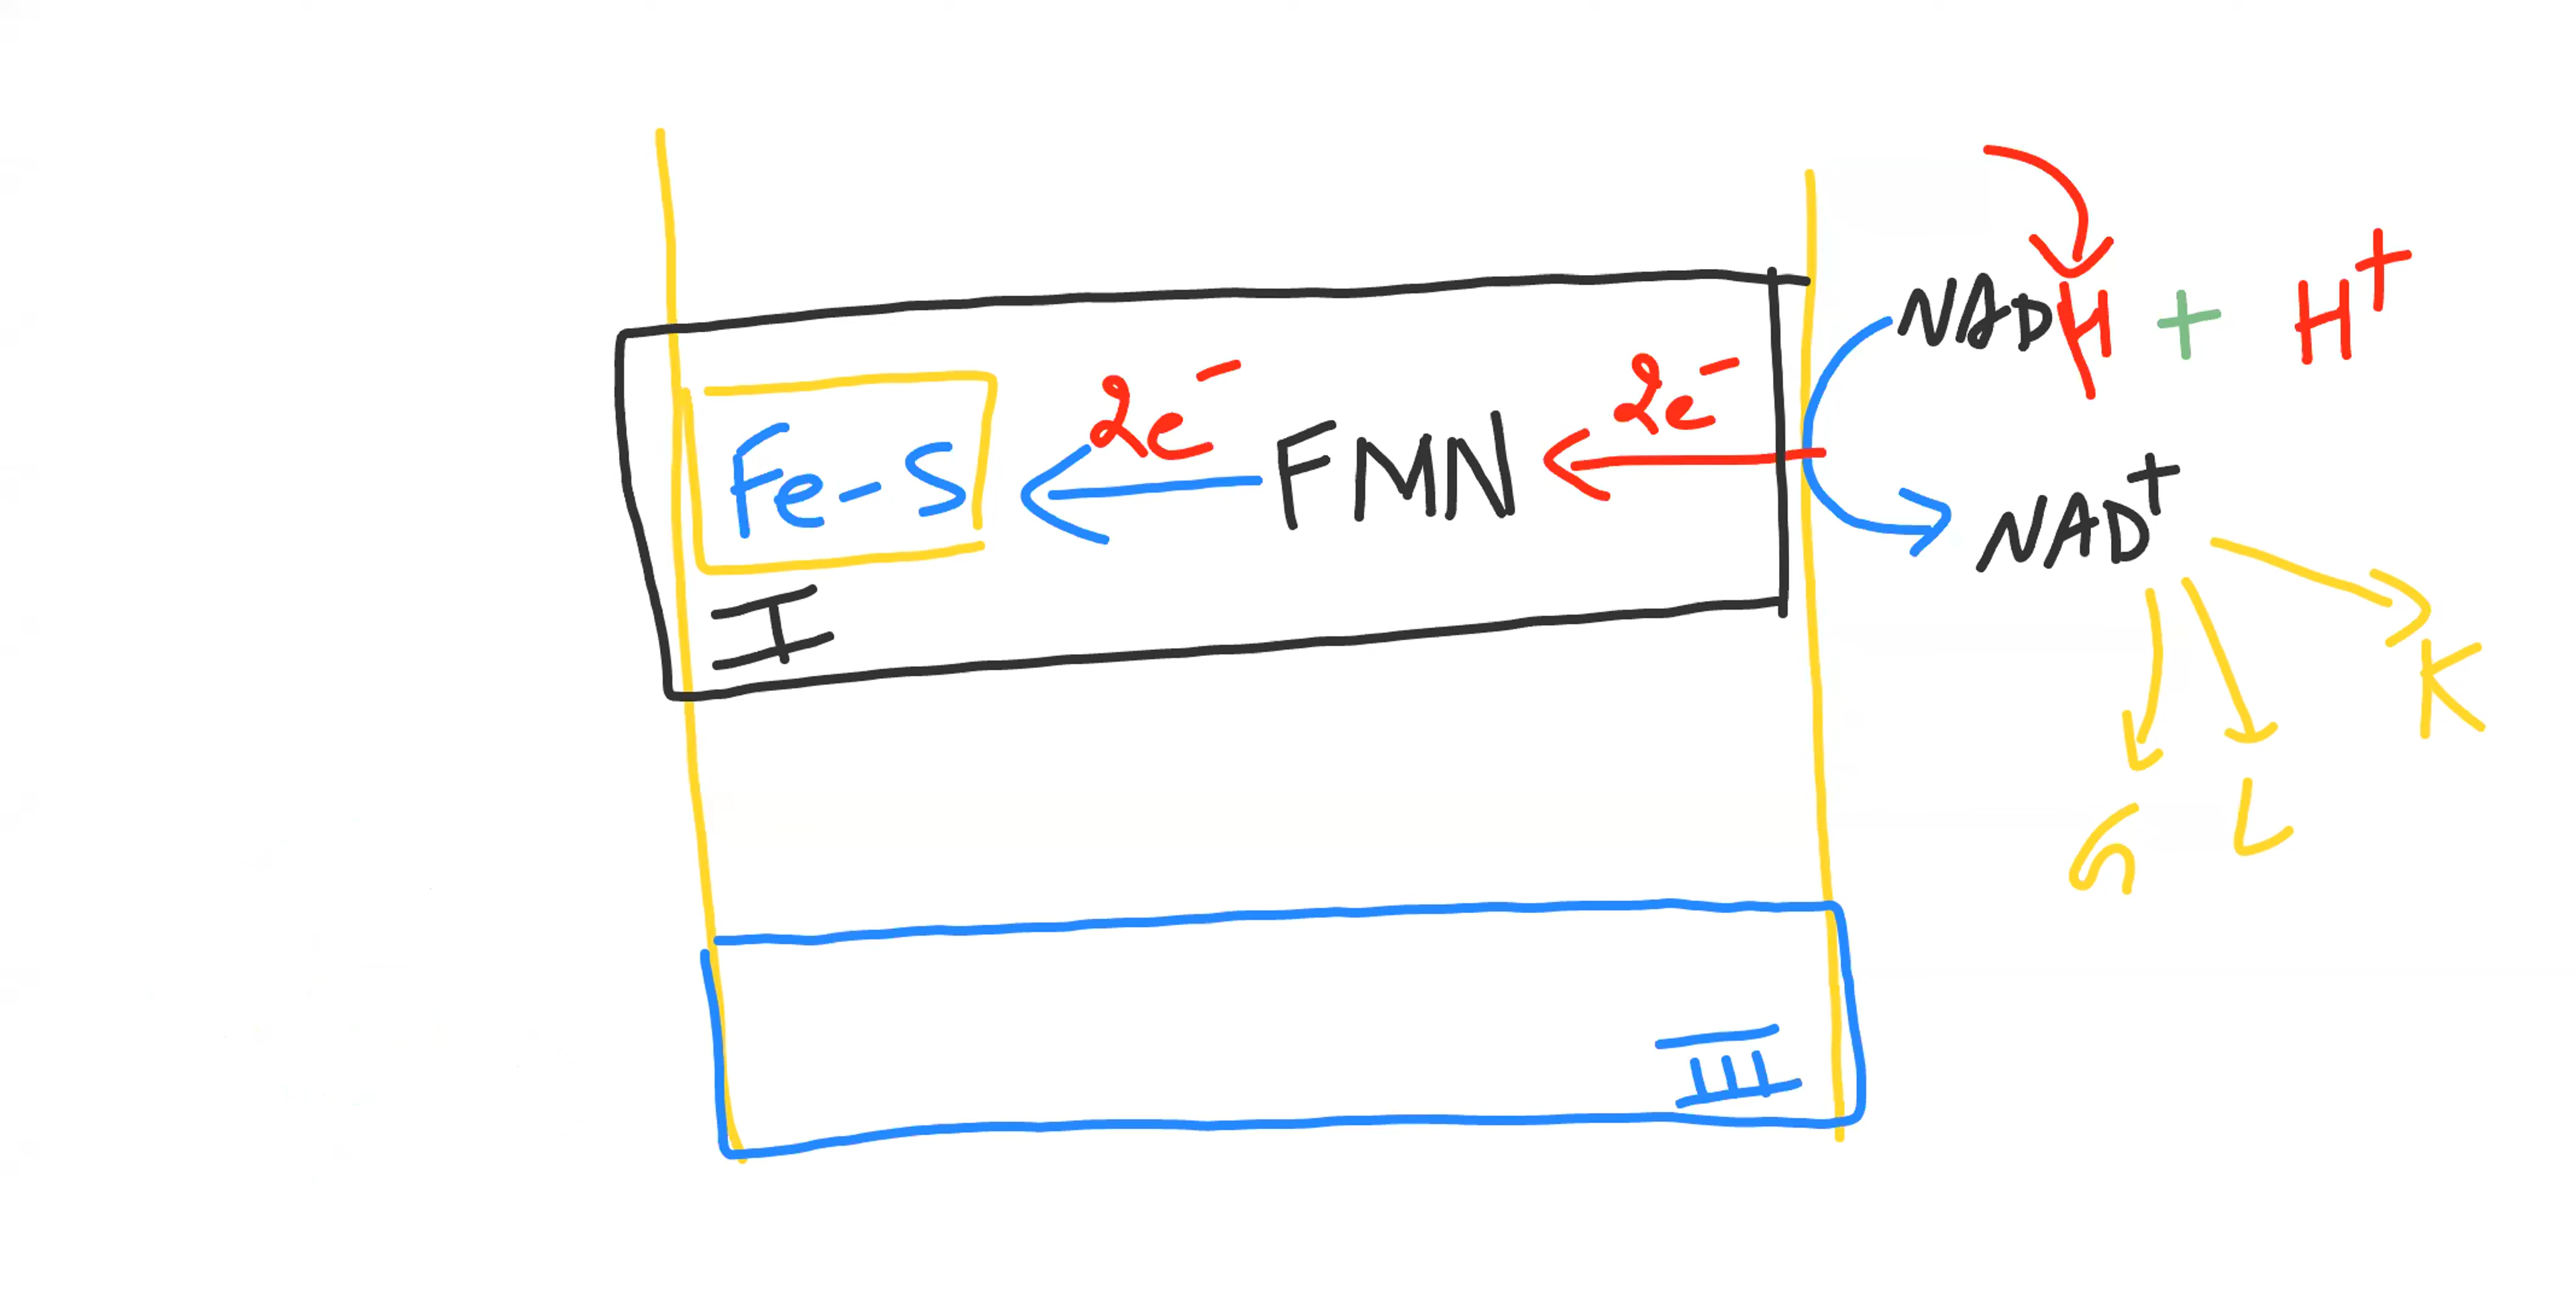 NADH + H⁺
Fe-S 2e⁻ FMN 2e⁻
NAD⁺
I
K
G L
III